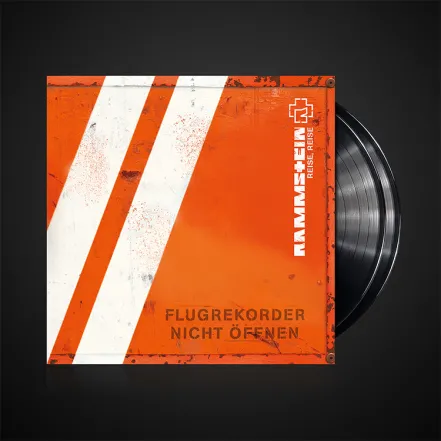 RAMMSTEIN
REISE, REISE
FLUGREKORDER
NICHT ÖFFNEN